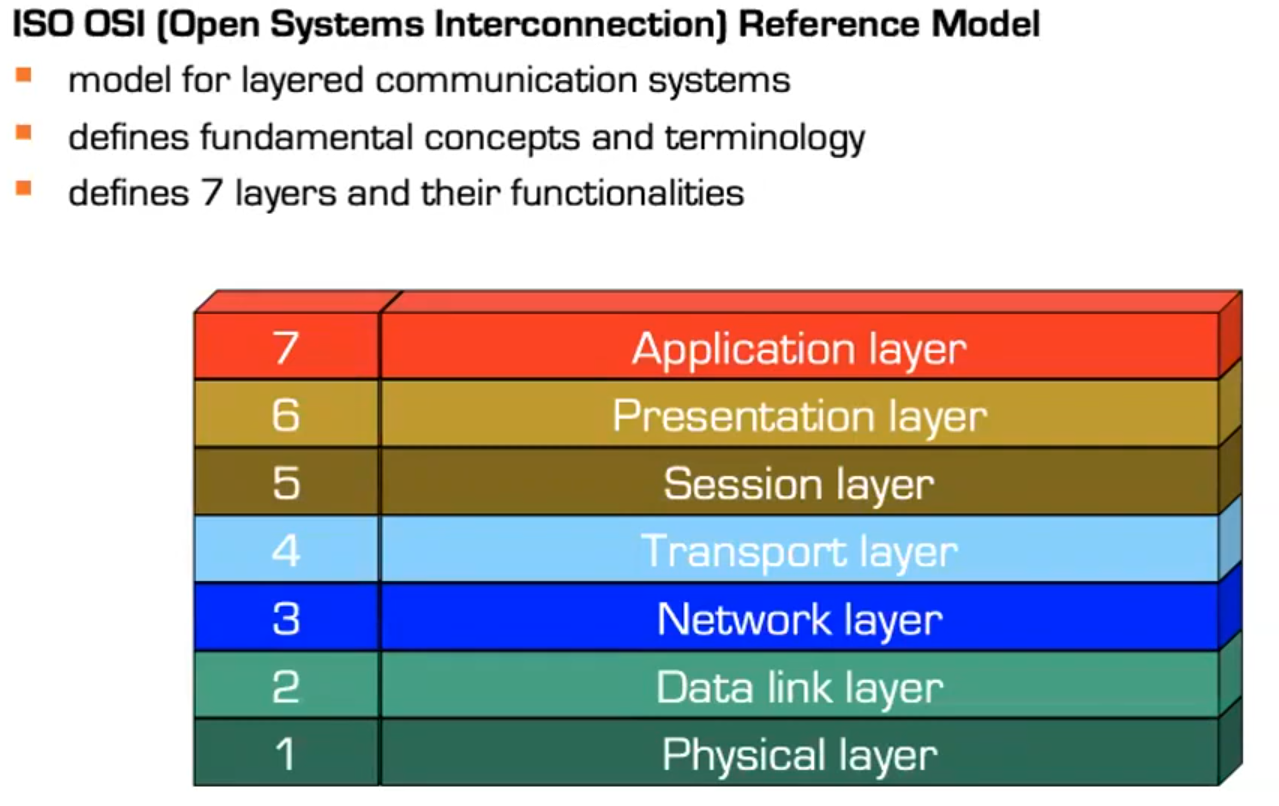 ISO OSI (Open Systems Interconnection) Reference Model
model for layered communication systems
defines fundamental concepts and terminology
defines 7 layers and their functionalities
7 Application layer
6 Presentation layer
5 Session layer
4 Transport layer
3 Network layer
2 Data link layer
1 Physical layer